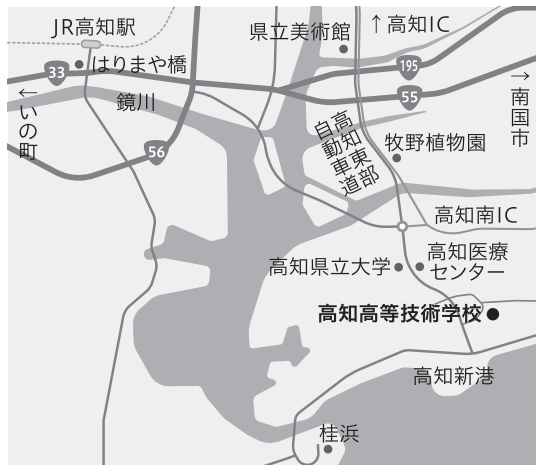 JR高知駅
県立美術館
↑高知IC
33
はりまや橋
195
←いの町
鏡川
55
→南国市
高知東部
自動車道
牧野植物園
56
高知南IC
高知県立大学
高知医療
センター
高知高等技術学校
高知新港
桂浜